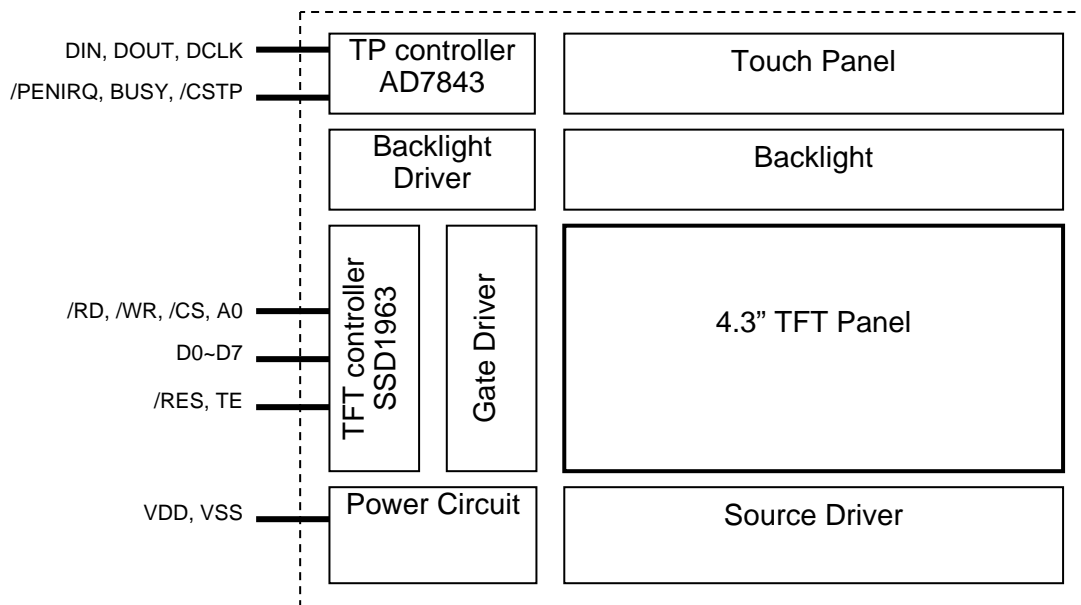 DIN, DOUT, DCLK
/PENIRQ, BUSY, /CSTP
TP controller
AD7843
Touch Panel
Backlight
Driver
Backlight
/RD, /WR, /CS, A0
D0~D7
/RES, TE
TFT controller
SSD1963
Gate Driver
4.3” TFT Panel
VDD, VSS
Power Circuit
Source Driver